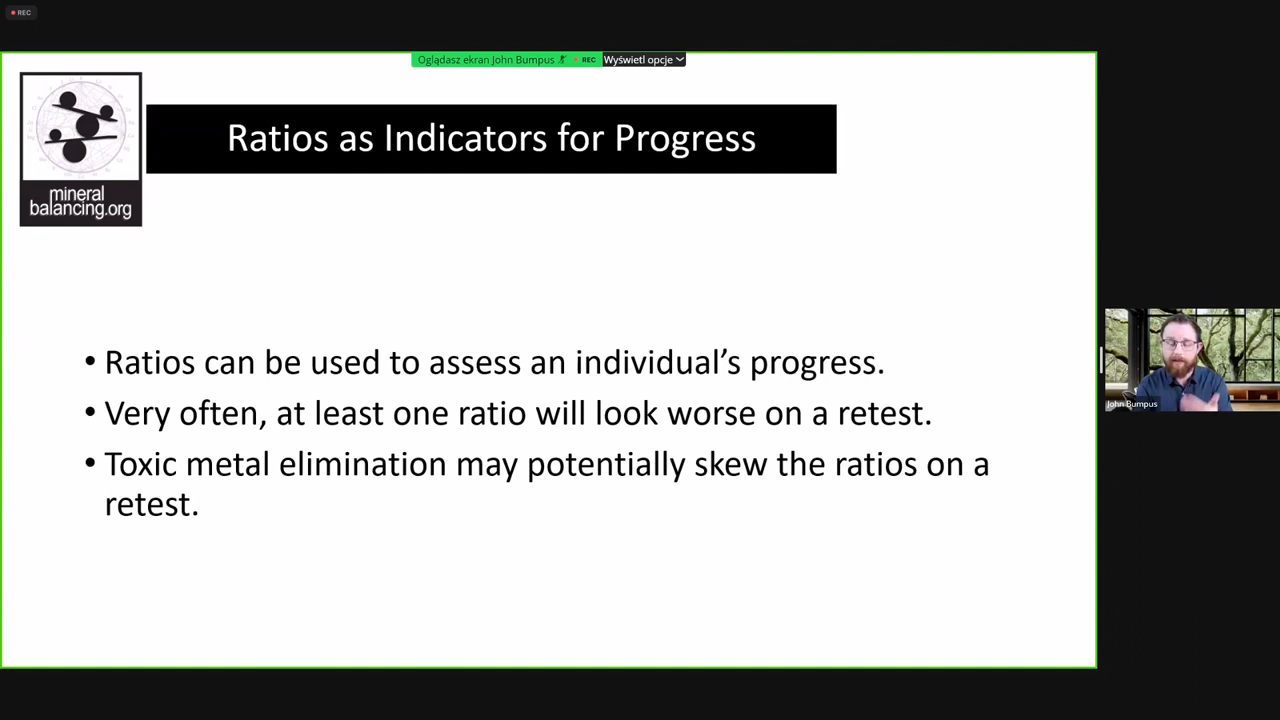 REC
Oglądasz ekran John Bumpus REC Wyświetl opcje
Ratios as Indicators for Progress
mineral
balancing.org
• Ratios can be used to assess an individual’s progress.
• Very often, at least one ratio will look worse on a retest.
• Toxic metal elimination may potentially skew the ratios on a
retest.
John Bumpus